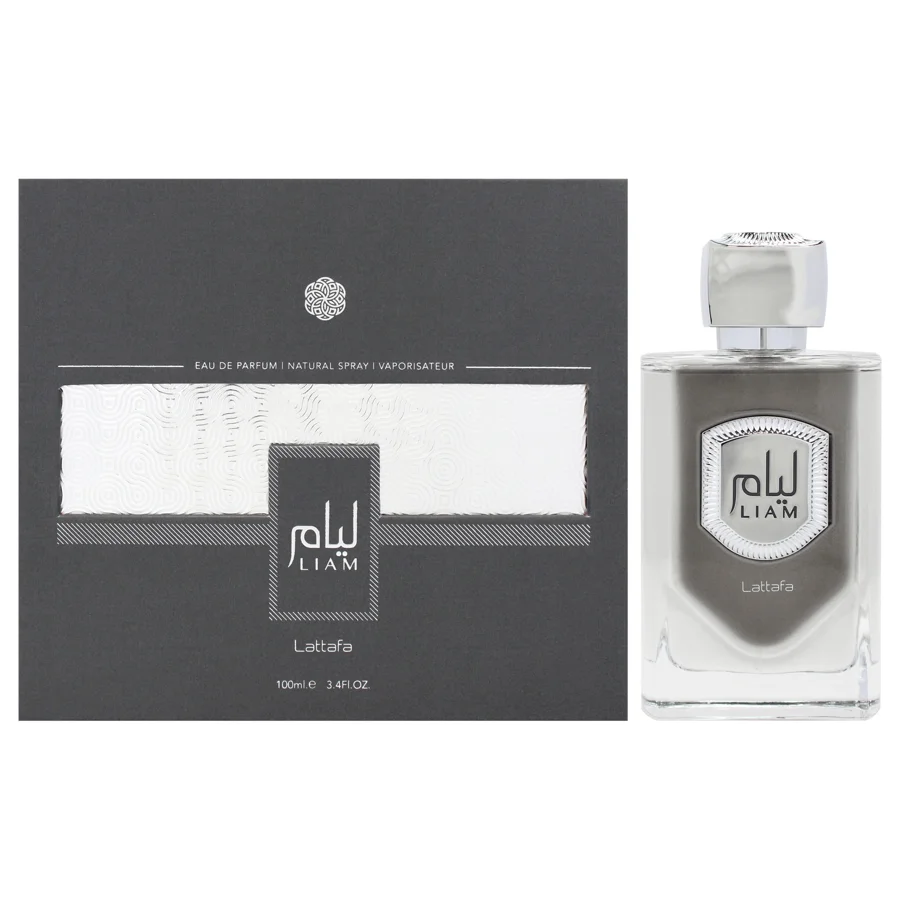 EAU DE PARFUM | NATURAL SPRAY | VAPORISATEUR
ليام
LIAM
Lattafa
100ml.e 3.4FL.OZ.
ليام
LIAM
Lattafa